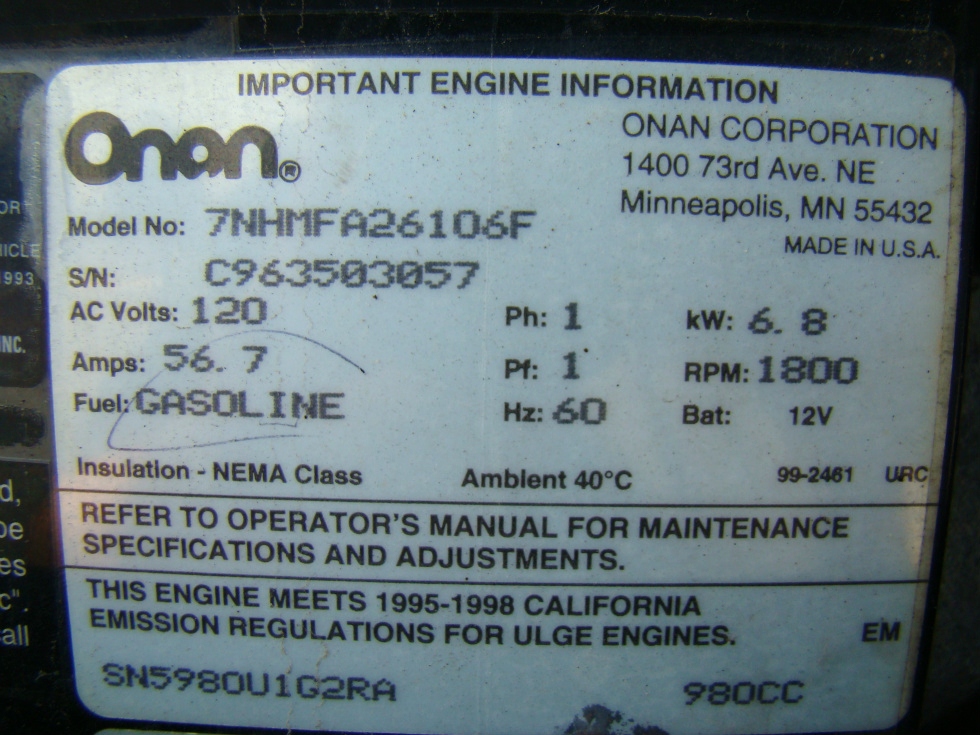 IMPORTANT ENGINE INFORMATION
Onan®
ONAN CORPORATION
1400 73rd Ave. NE
Minneapolis, MN 55432
MADE IN U.S.A.
Model No: 7NHMFA26106F
S/N: C963503057
AC Volts: 120 Ph: 1 kW: 6.8
Amps: 56.7 Pf: 1 RPM: 1800
Fuel: GASOLINE Hz: 60 Bat: 12V
Insulation - NEMA Class Ambient 40°C 99-2461 URC
REFER TO OPERATOR'S MANUAL FOR MAINTENANCE
SPECIFICATIONS AND ADJUSTMENTS.
THIS ENGINE MEETS 1995-1998 CALIFORNIA
EMISSION REGULATIONS FOR ULGE ENGINES. EM
SN5980U1G2RA 980CC
1993
INC.